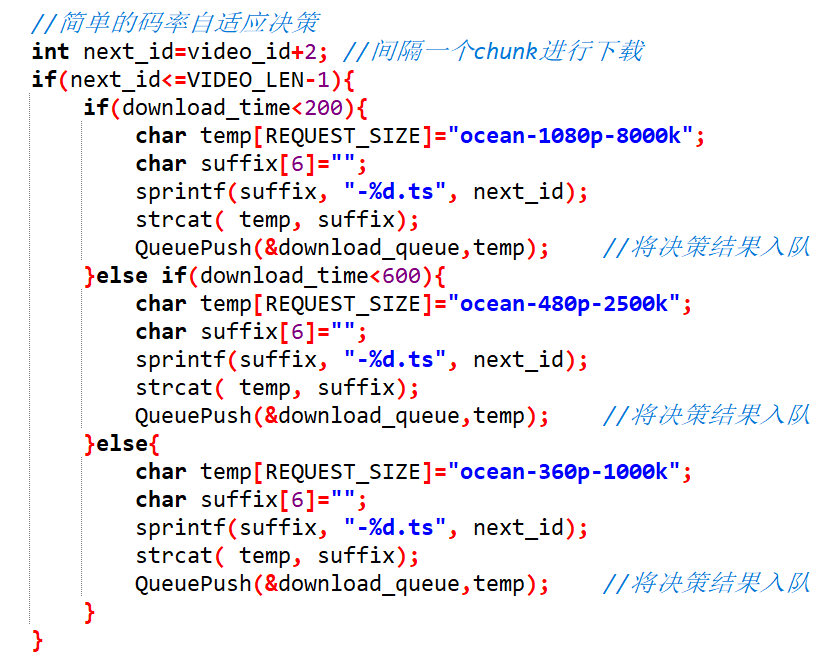 //简单的码率自适应决策
int next_id=video_id+2; //间隔一个chunk进行下载
if(next_id<=VIDEO_LEN-1){
    if(download_time<200){
        char temp[REQUEST_SIZE]="ocean-1080p-8000k";
        char suffix[6]="";
        sprintf(suffix, "-%d.ts", next_id);
        strcat( temp, suffix);
        QueuePush(&download_queue,temp);    //将决策结果入队
    }else if(download_time<600){
        char temp[REQUEST_SIZE]="ocean-480p-2500k";
        char suffix[6]="";
        sprintf(suffix, "-%d.ts", next_id);
        strcat( temp, suffix);
        QueuePush(&download_queue,temp);    //将决策结果入队
    }else{
        char temp[REQUEST_SIZE]="ocean-360p-1000k";
        char suffix[6]="";
        sprintf(suffix, "-%d.ts", next_id);
        strcat( temp, suffix);
        QueuePush(&download_queue,temp);    //将决策结果入队
    }
}